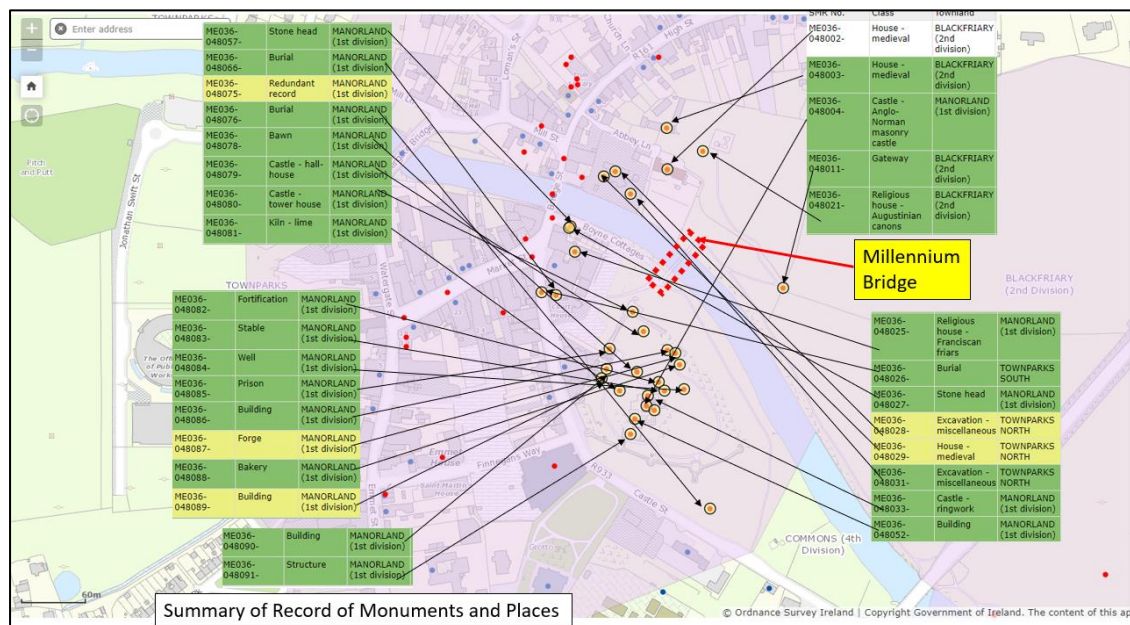 TOWNPARKS
Enter address
ME036-048057- Stone head MANORLAND (1st division)
ME036-048066- Burial MANORLAND (1st division)
ME036-048075- Redundant record MANORLAND (1st division)
ME036-048076- Burial MANORLAND (1st division)
ME036-048078- Bawn MANORLAND (1st division)
ME036-048079- Castle - hall-house MANORLAND (1st division)
ME036-048080- Castle - tower house MANORLAND (1st division)
ME036-048081- Kiln - lime MANORLAND (1st division)
SMR No. Class Townland
ME036-048002- House - medieval BLACKFRIARY (2nd division)
ME036-048003- House - medieval BLACKFRIARY (2nd division)
ME036-048004- Castle - Anglo-Norman masonry castle MANORLAND (1st division)
ME036-048011- Gateway BLACKFRIARY (2nd division)
ME036-048021- Religious house - Augustinian canons BLACKFRIARY (2nd division)
Millennium
Bridge
BLACKFRIARY
(2nd Division)
Pitch and Putt
Jonathan Swift St
Loman's St
Church Ln
High
R161
Mill Ln
Mill St
Abbey Ln
Bridge
Boyne Cottages
Watergate St
TOWNPARKS
ME036-048082- Fortification MANORLAND (1st division)
ME036-048083- Stable MANORLAND (1st division)
ME036-048084- Well MANORLAND (1st division)
ME036-048085- Prison MANORLAND (1st division)
ME036-048086- Building MANORLAND (1st division)
ME036-048087- Forge MANORLAND (1st division)
ME036-048088- Bakery MANORLAND (1st division)
ME036-048089- Building MANORLAND (1st division)
ME036-048090- Building MANORLAND (1st division)
ME036-048091- Structure MANORLAND (1st division)
ME036-048025- Religious house - Franciscan friars MANORLAND (1st division)
ME036-048026- Burial TOWNPARKS SOUTH
ME036-048027- Stone head MANORLAND (1st division)
ME036-048028- Excavation - miscellaneous TOWNPARKS NORTH
ME036-048029- House - medieval TOWNPARKS NORTH
ME036-048031- Excavation - miscellaneous TOWNPARKS NORTH
ME036-048033- Castle - ringwork MANORLAND (1st division)
ME036-048052- Building MANORLAND (1st division)
Emmet House
Finnegans Way
Saint Martin's House
Emmet St
R933
Castle St
COMMONS (4th Division)
60m
Summary of Record of Monuments and Places
© Ordnance Survey Ireland | Copyright Government of Ireland. The content of this ap